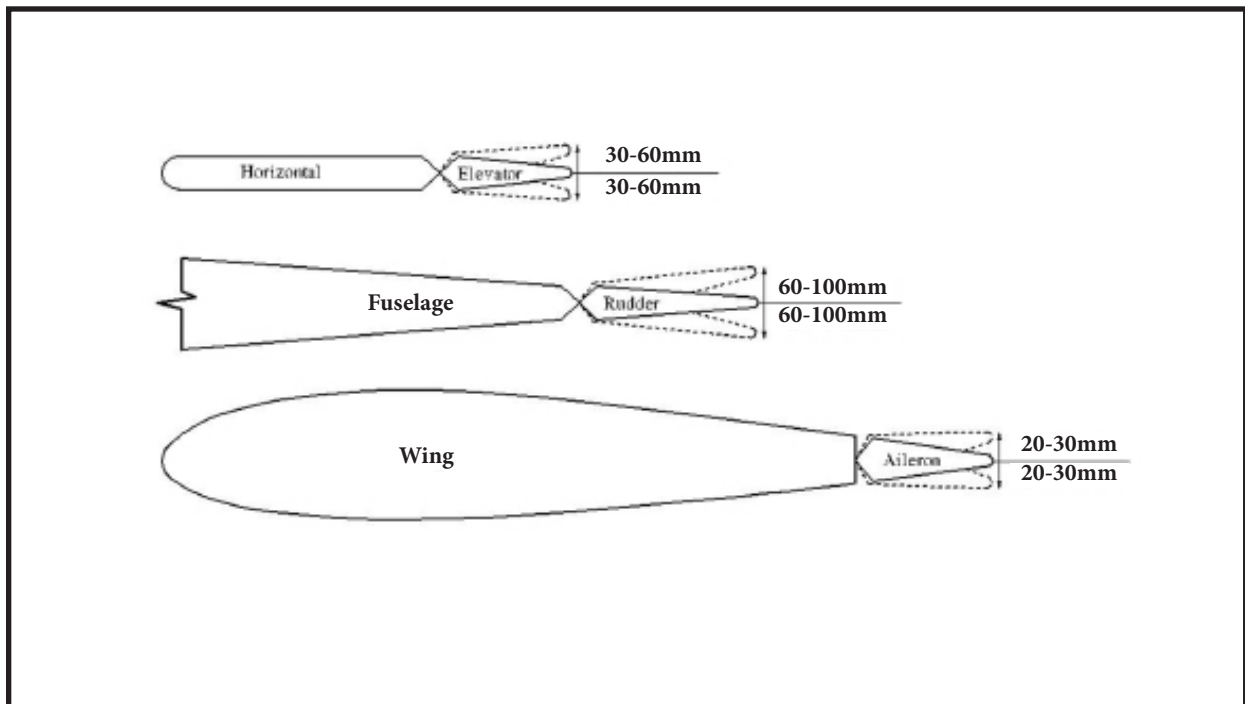 Horizontal
Elevator
30-60mm
30-60mm
Fuselage
Rudder
60-100mm
60-100mm
Wing
Aileron
20-30mm
20-30mm